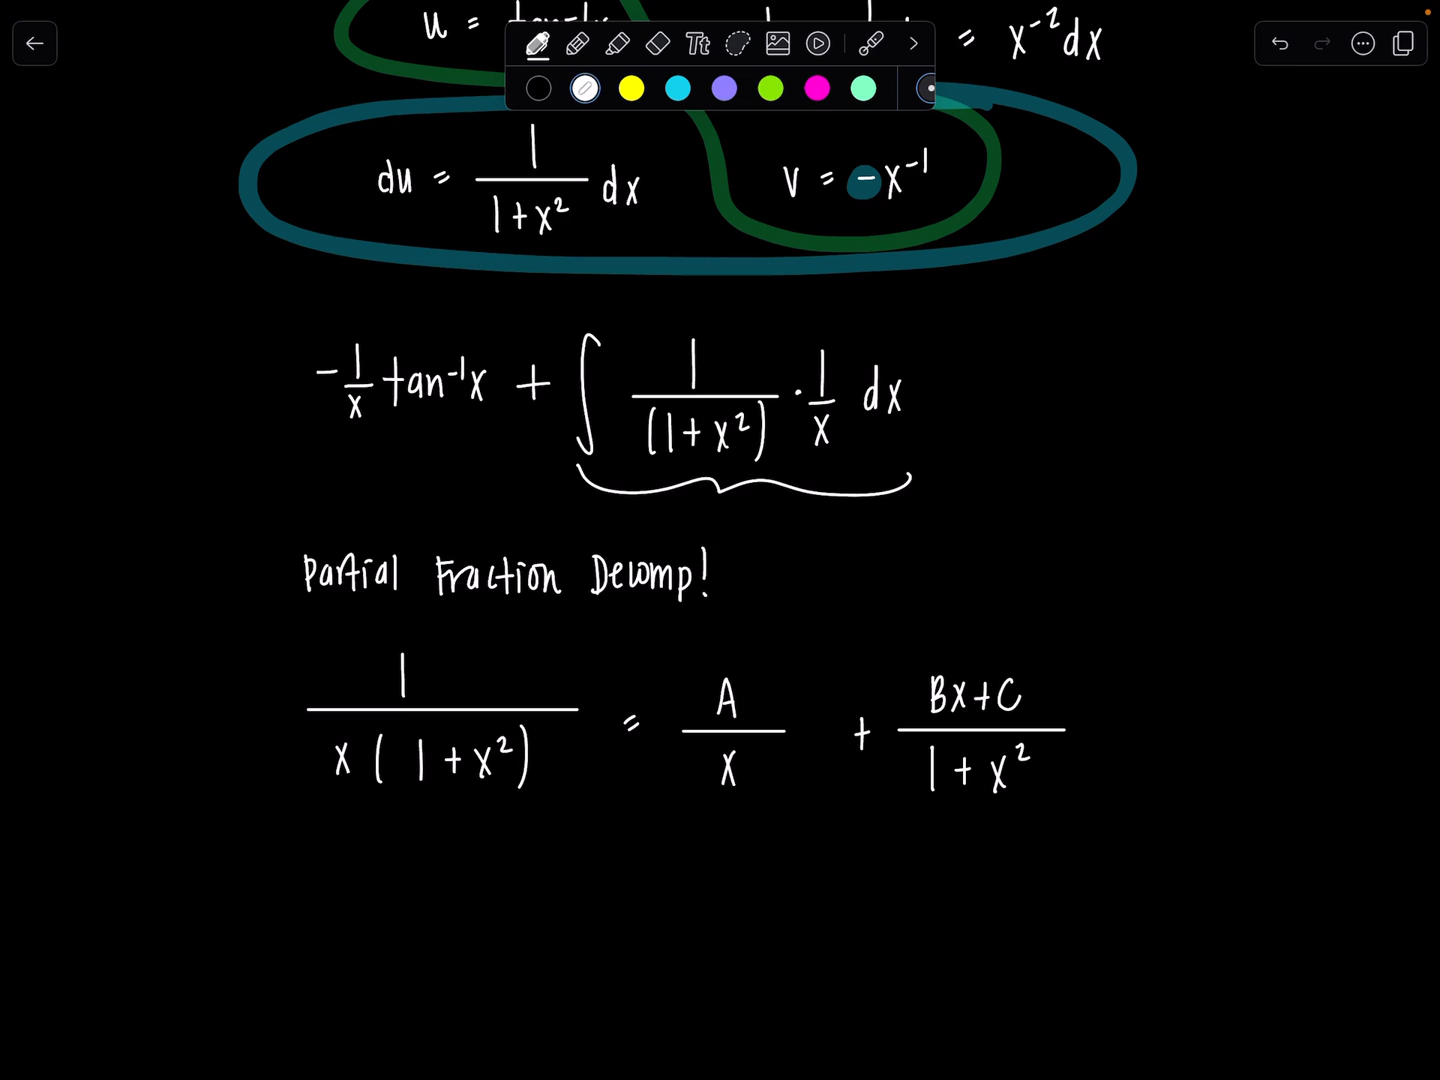 u = tan⁻¹x = x⁻²dx
du = 1/(1+x²) dx v = -x⁻¹
-1/x tan⁻¹x + ∫ 1/(1+x²) · 1/x dx
Partial Fraction Decomp!
1/(x(1+x²)) = A/x + (Bx+C)/(1+x²)
Tt